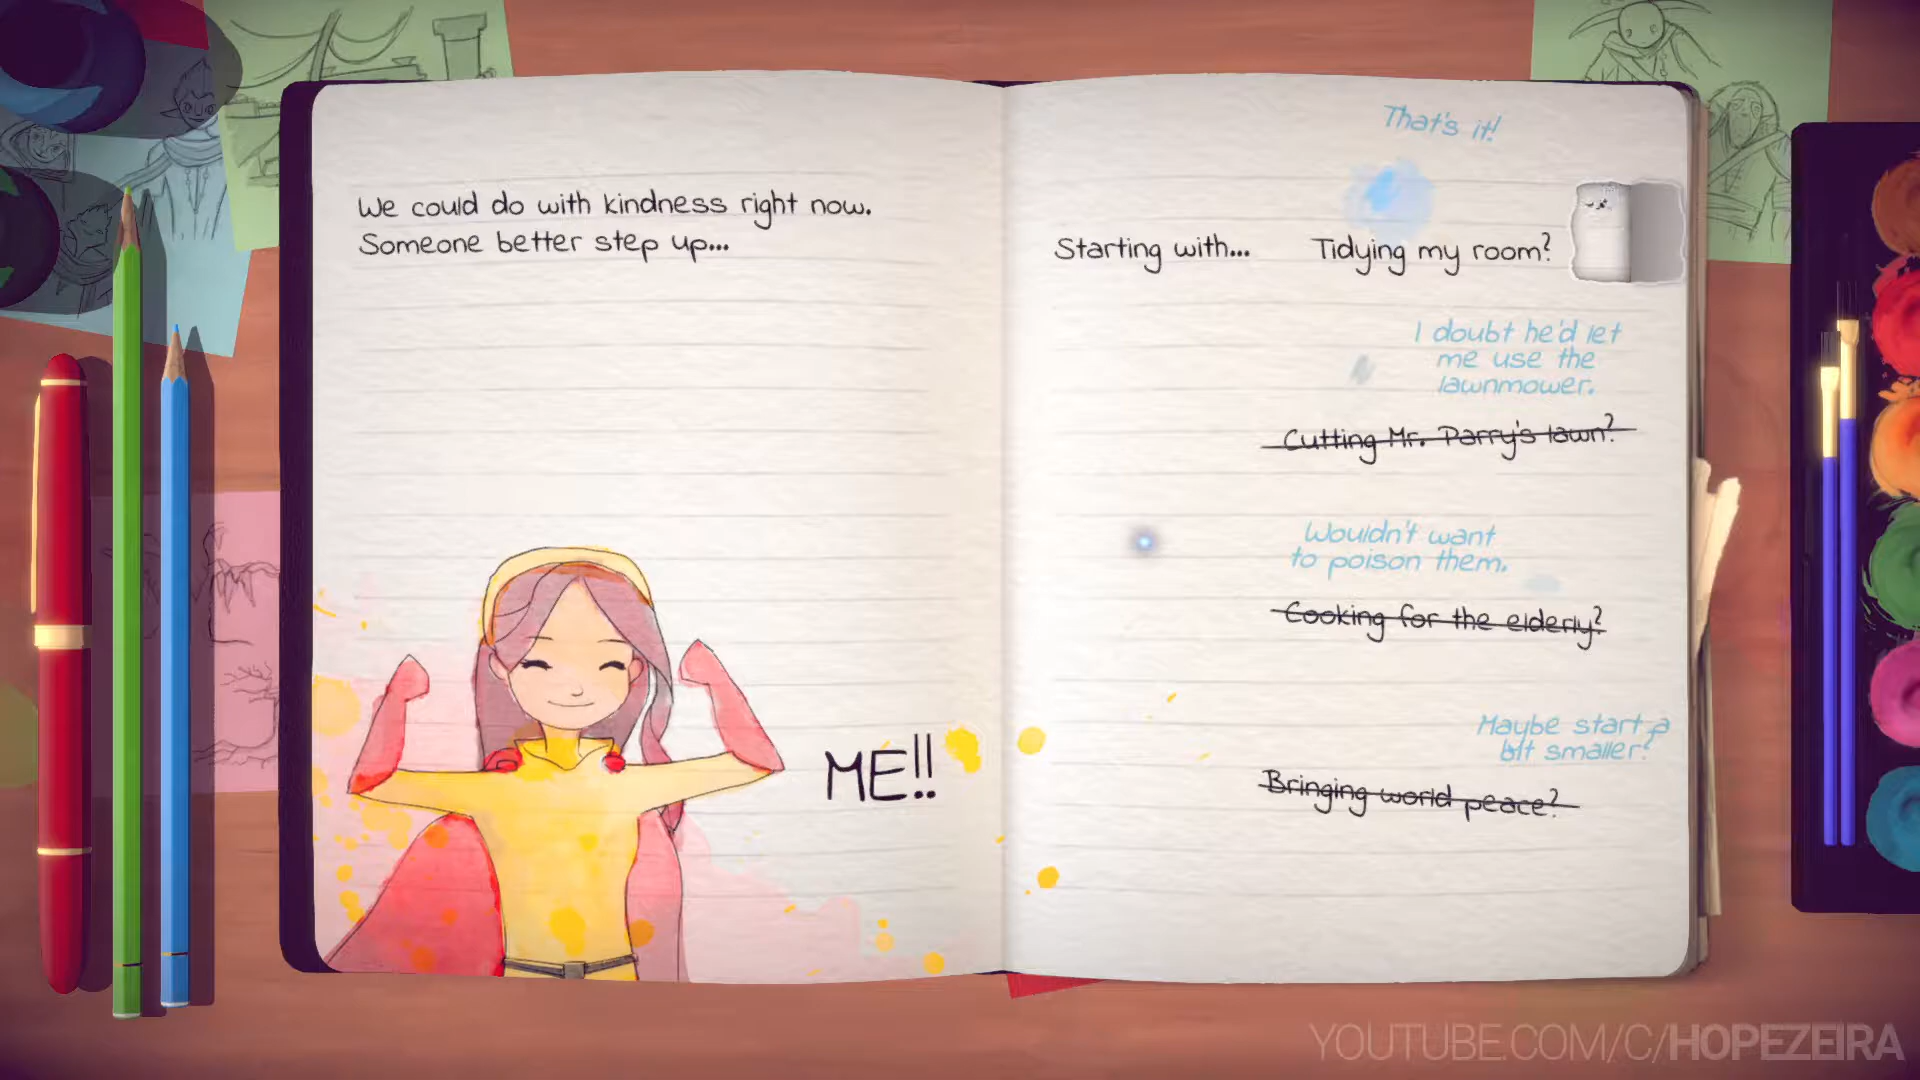 We could do with kindness right now.
Someone better step up...
ME!!
That's it!
Starting with...
Tidying my room?
I doubt he'd let
me use the
lawnmower.
Cutting Mr. Parry's lawn?
Wouldn't want
to poison them.
Cooking for the elderly?
Maybe start a
bit smaller?
Bringing world peace?
YOUTUBE.COM/C/HOPEZEIRA